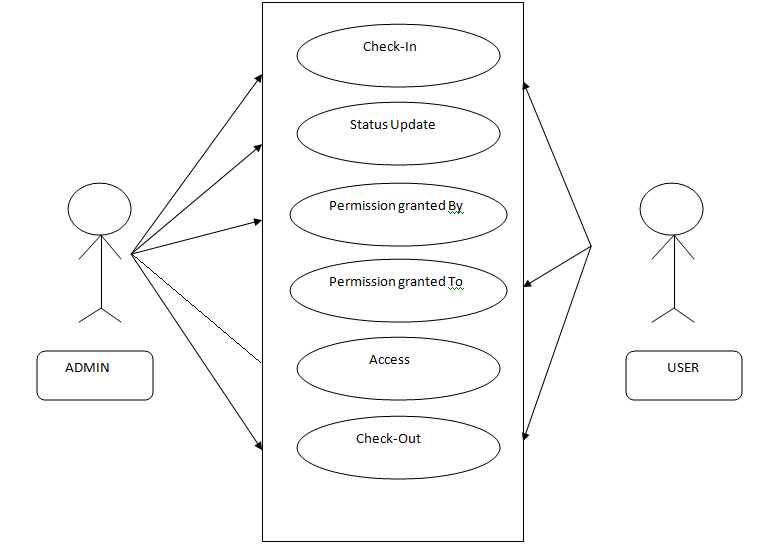 Check-In
Status Update
Permission granted By
Permission granted To
Access
Check-Out
ADMIN
USER